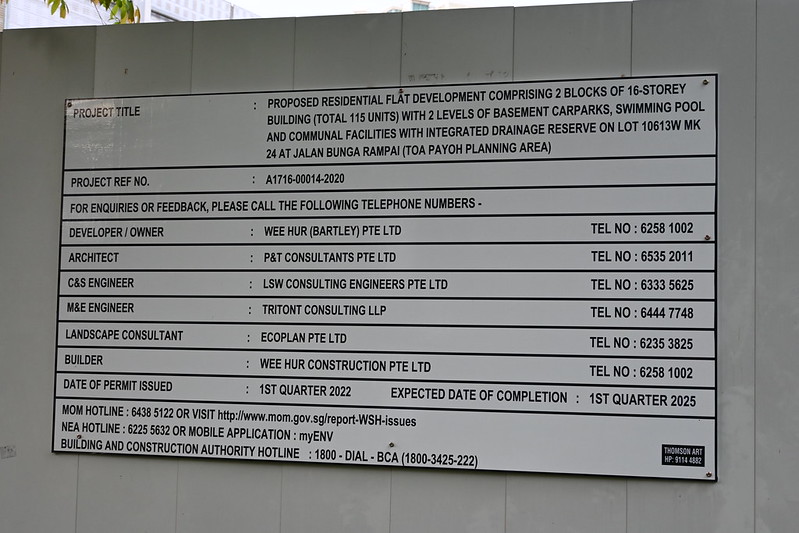 PROJECT TITLE : PROPOSED RESIDENTIAL FLAT DEVELOPMENT COMPRISING 2 BLOCKS OF 16-STOREY
BUILDING (TOTAL 115 UNITS) WITH 2 LEVELS OF BASEMENT CARPARKS, SWIMMING POOL
AND COMMUNAL FACILITIES WITH INTEGRATED DRAINAGE RESERVE ON LOT 10613W MK
24 AT JALAN BUNGA RAMPAI (TOA PAYOH PLANNING AREA)
PROJECT REF NO. : A1716-00014-2020
FOR ENQUIRIES OR FEEDBACK, PLEASE CALL THE FOLLOWING TELEPHONE NUMBERS -
DEVELOPER / OWNER : WEE HUR (BARTLEY) PTE LTD TEL NO : 6258 1002
ARCHITECT : P&T CONSULTANTS PTE LTD TEL NO : 6535 2011
C&S ENGINEER : LSW CONSULTING ENGINEERS PTE LTD TEL NO : 6333 5625
M&E ENGINEER : TRITONT CONSULTING LLP TEL NO : 6444 7748
LANDSCAPE CONSULTANT : ECOPLAN PTE LTD TEL NO : 6235 3825
BUILDER : WEE HUR CONSTRUCTION PTE LTD TEL NO : 6258 1002
DATE OF PERMIT ISSUED : 1ST QUARTER 2022 EXPECTED DATE OF COMPLETION : 1ST QUARTER 2025
MOM HOTLINE : 6438 5122 OR VISIT http://www.mom.gov.sg/report-WSH-issues
NEA HOTLINE : 6225 5632 OR MOBILE APPLICATION : myENV
BUILDING AND CONSTRUCTION AUTHORITY HOTLINE : 1800 - DIAL - BCA (1800-3425-222)
THOMSON ART
HP: 9114 4882